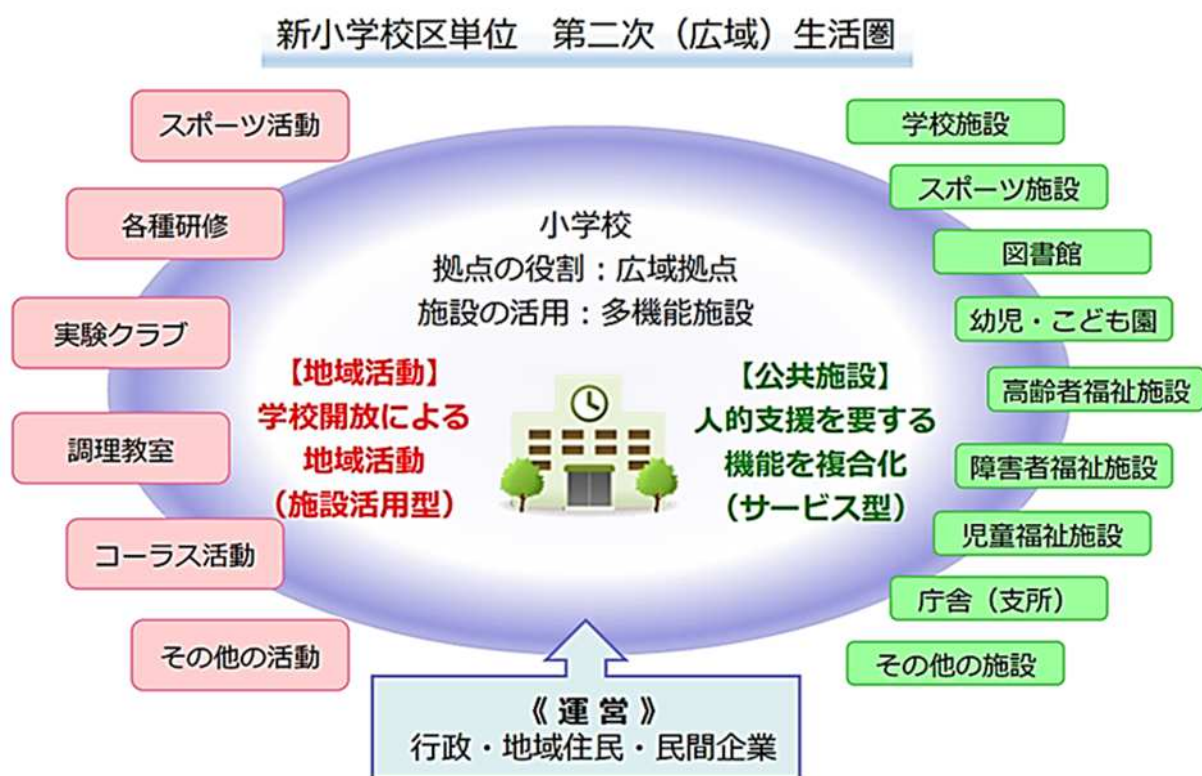 新小学校区単位　第二次（広域）生活圏
スポーツ活動
各種研修
実験クラブ
調理教室
コーラス活動
その他の活動
小学校
拠点の役割：広域拠点
施設の活用：多機能施設
【地域活動】
学校開放による
地域活動
（施設活用型）
【公共施設】
人的支援を要する
機能を複合化
（サービス型）
学校施設
スポーツ施設
図書館
幼児・こども園
高齢者福祉施設
障害者福祉施設
児童福祉施設
庁舎（支所）
その他の施設
《 運 営 》
行政・地域住民・民間企業